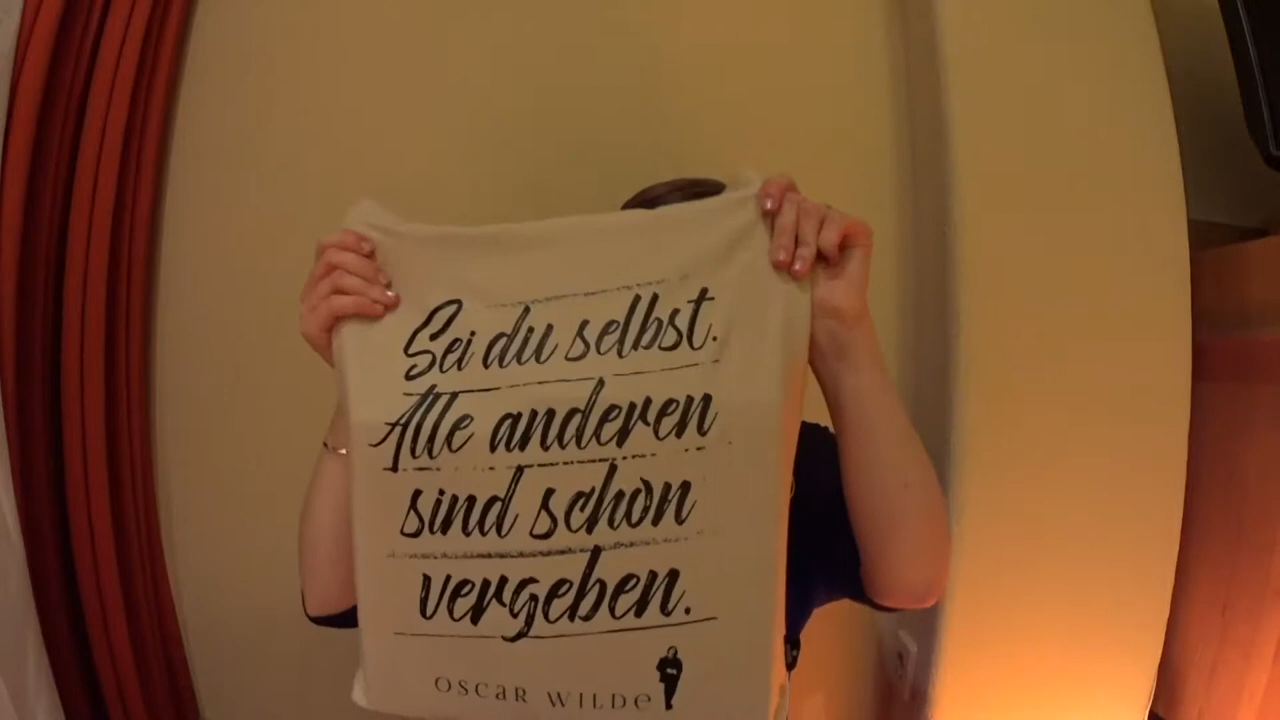 Sei du selbst.
Alle anderen
sind schon
vergeben.
OSCAR WILDE